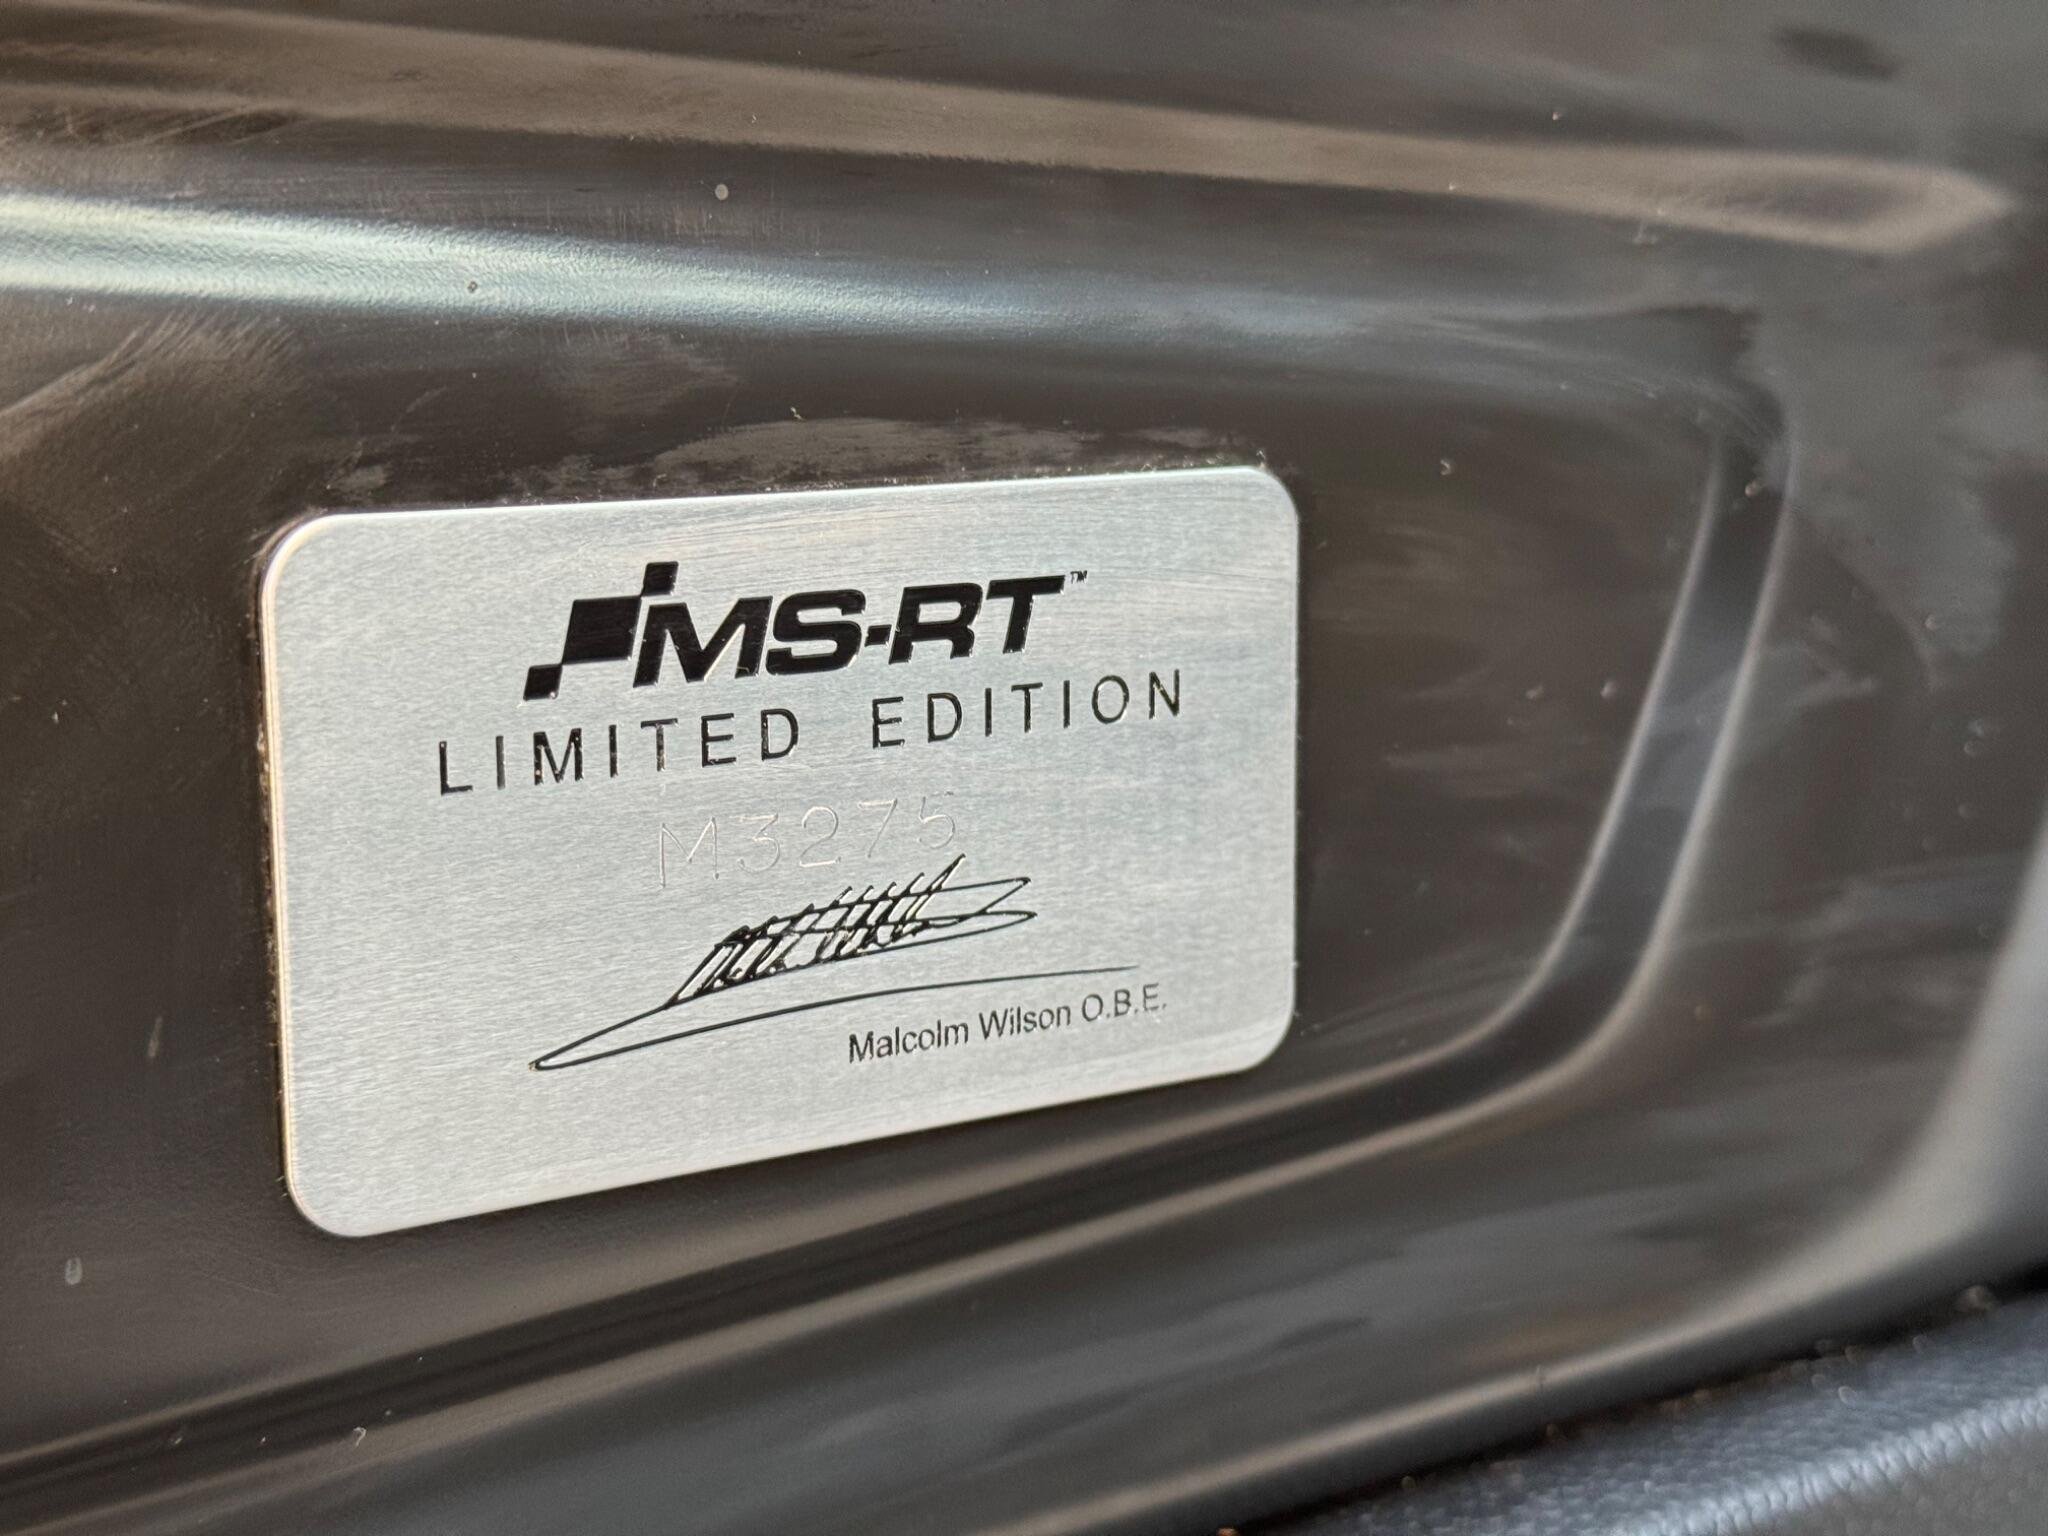 MS-RT™
LIMITED EDITION
M3275
Malcolm Wilson O.B.E.